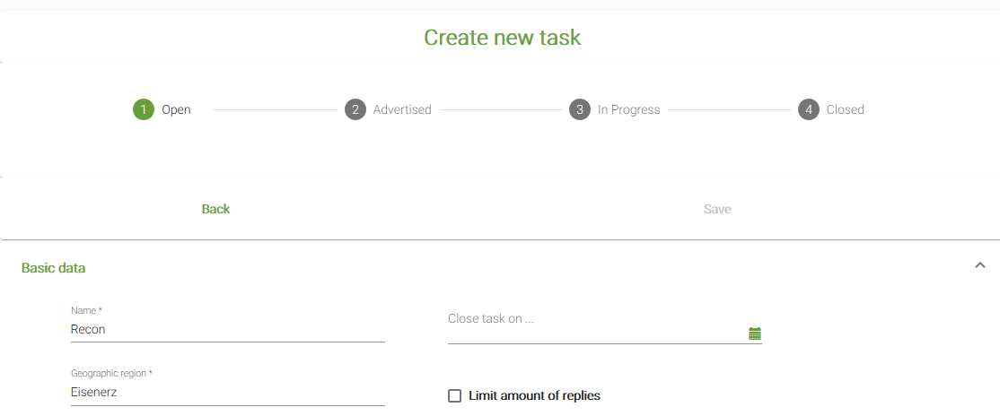 Create new task
1 Open 2 Advertised 3 In Progress 4 Closed
Back Save
Basic data
Name *
Recon
Close task on ...
Geographic region *
Eisenerz
Limit amount of replies